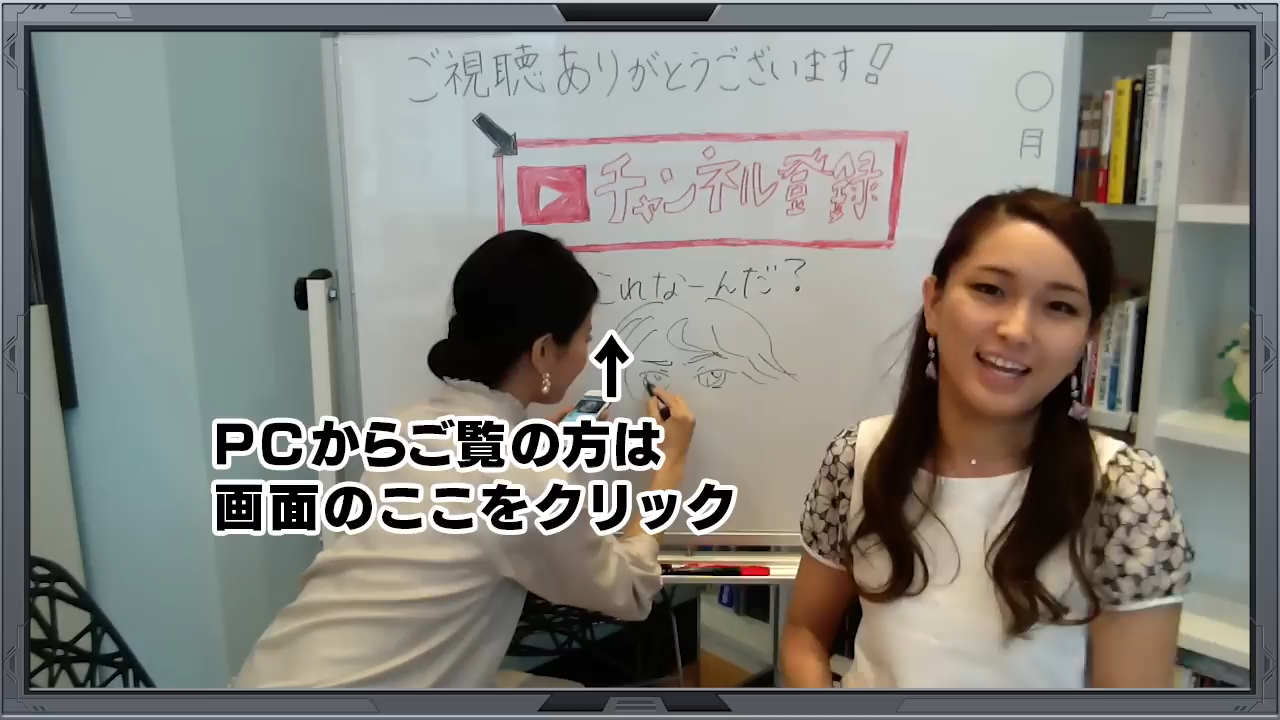 ご視聴ありがとうございます!
○
月
チャンネル登録
これなーんだ?
PCからご覧の方は
画面のここをクリック